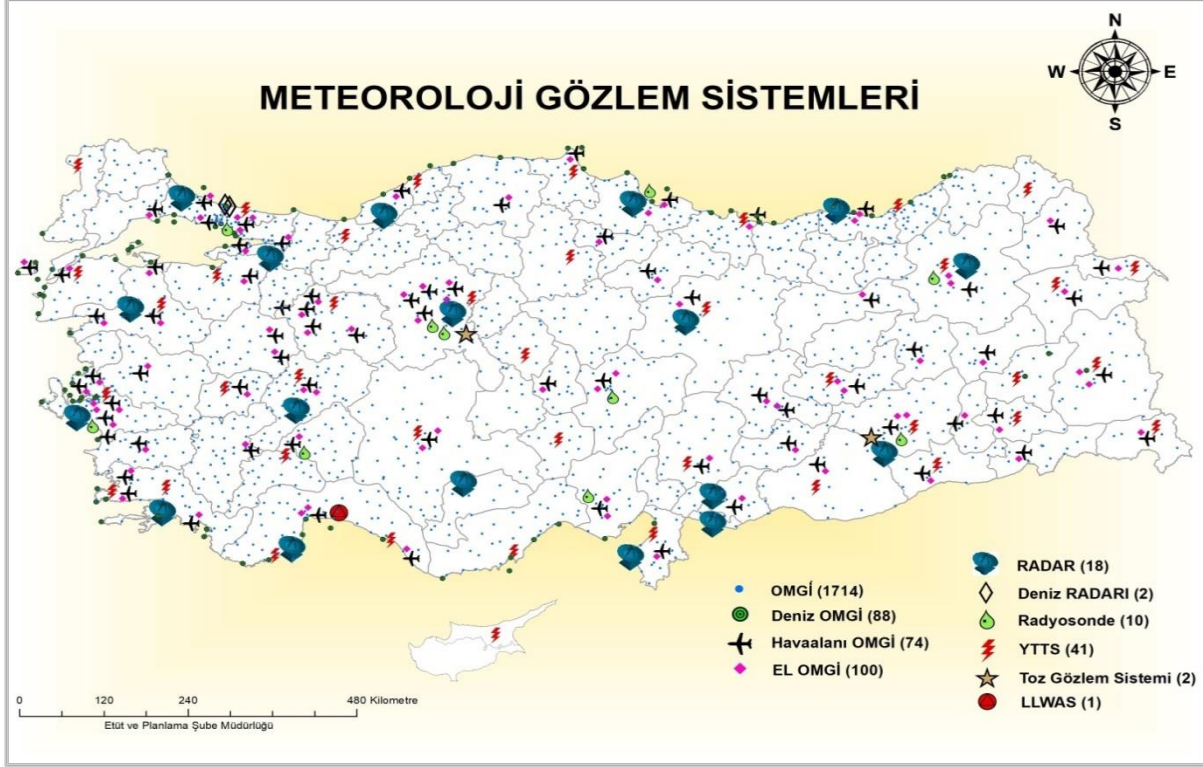 N
W E
S
METEOROLOJİ GÖZLEM SİSTEMLERİ
OMGİ (1714)
Deniz OMGİ (88)
Havaalanı OMGİ (74)
EL OMGİ (100)
RADAR (18)
Deniz RADARI (2)
Radyosonde (10)
YTTS (41)
Toz Gözlem Sistemi (2)
LLWAS (1)
0 120 240 480 Kilometre
Etüt ve Planlama Şube Müdürlüğü